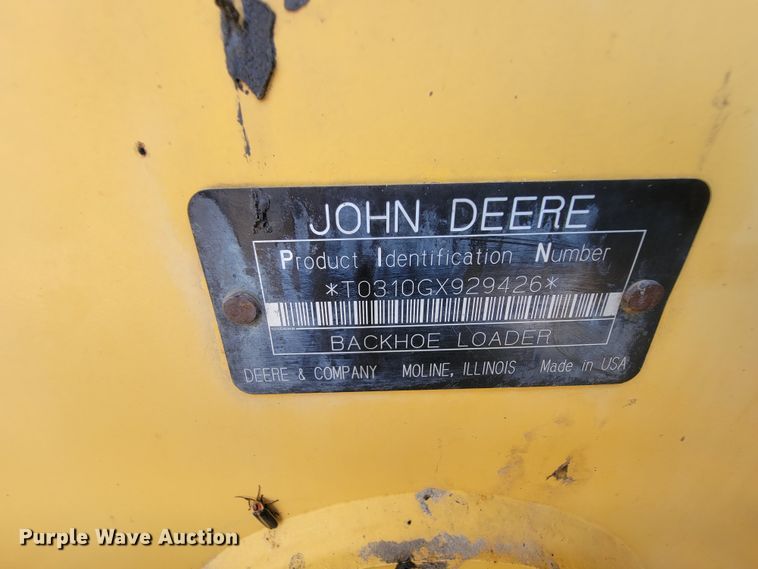 JOHN DEERE
Product Identification Number
*T0310GX929426*
BACKHOE LOADER
DEERE & COMPANY MOLINE, ILLINOIS Made in USA
Purple Wave Auction®